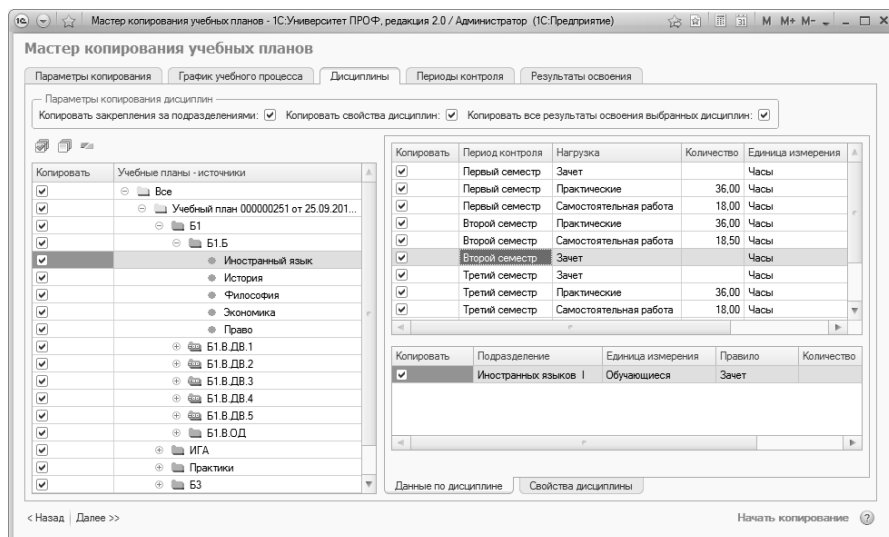 Мастер копирования учебных планов - 1С:Университет ПРОФ, редакция 2.0 / Администратор (1С:Предприятие) M M+ M-
Мастер копирования учебных планов
Параметры копирования График учебного процесса Дисциплины Периоды контроля Результаты освоения
Параметры копирования дисциплин
Копировать закрепления за подразделениями: Копировать свойства дисциплин: Копировать все результаты освоения выбранных дисциплин:
Копировать Учебные планы - источники
Все
Учебный план 000000251 от 25.09.201...
Б1
Б1.Б
Иностранный язык
История
Философия
Экономика
Право
Б1.В.ДВ.1
Б1.В.ДВ.2
Б1.В.ДВ.3
Б1.В.ДВ.4
Б1.В.ДВ.5
Б1.В.ОД
ИГА
Практики
Б3
Копировать Период контроля Нагрузка Количество Единица измерения
Первый семестр Зачет Часы
Первый семестр Практические 36,00 Часы
Первый семестр Самостоятельная работа 18,00 Часы
Второй семестр Практические 36,00 Часы
Второй семестр Самостоятельная работа 18,50 Часы
Второй семестр Зачет Часы
Третий семестр Зачет Часы
Третий семестр Практические 36,00 Часы
Третий семестр Самостоятельная работа 18,00 Часы
Копировать Подразделение Единица измерения Правило Количество
Иностранных языков I Обучающиеся Зачет
Данные по дисциплине Свойства дисциплины
< Назад Далее >> Начать копирование ?